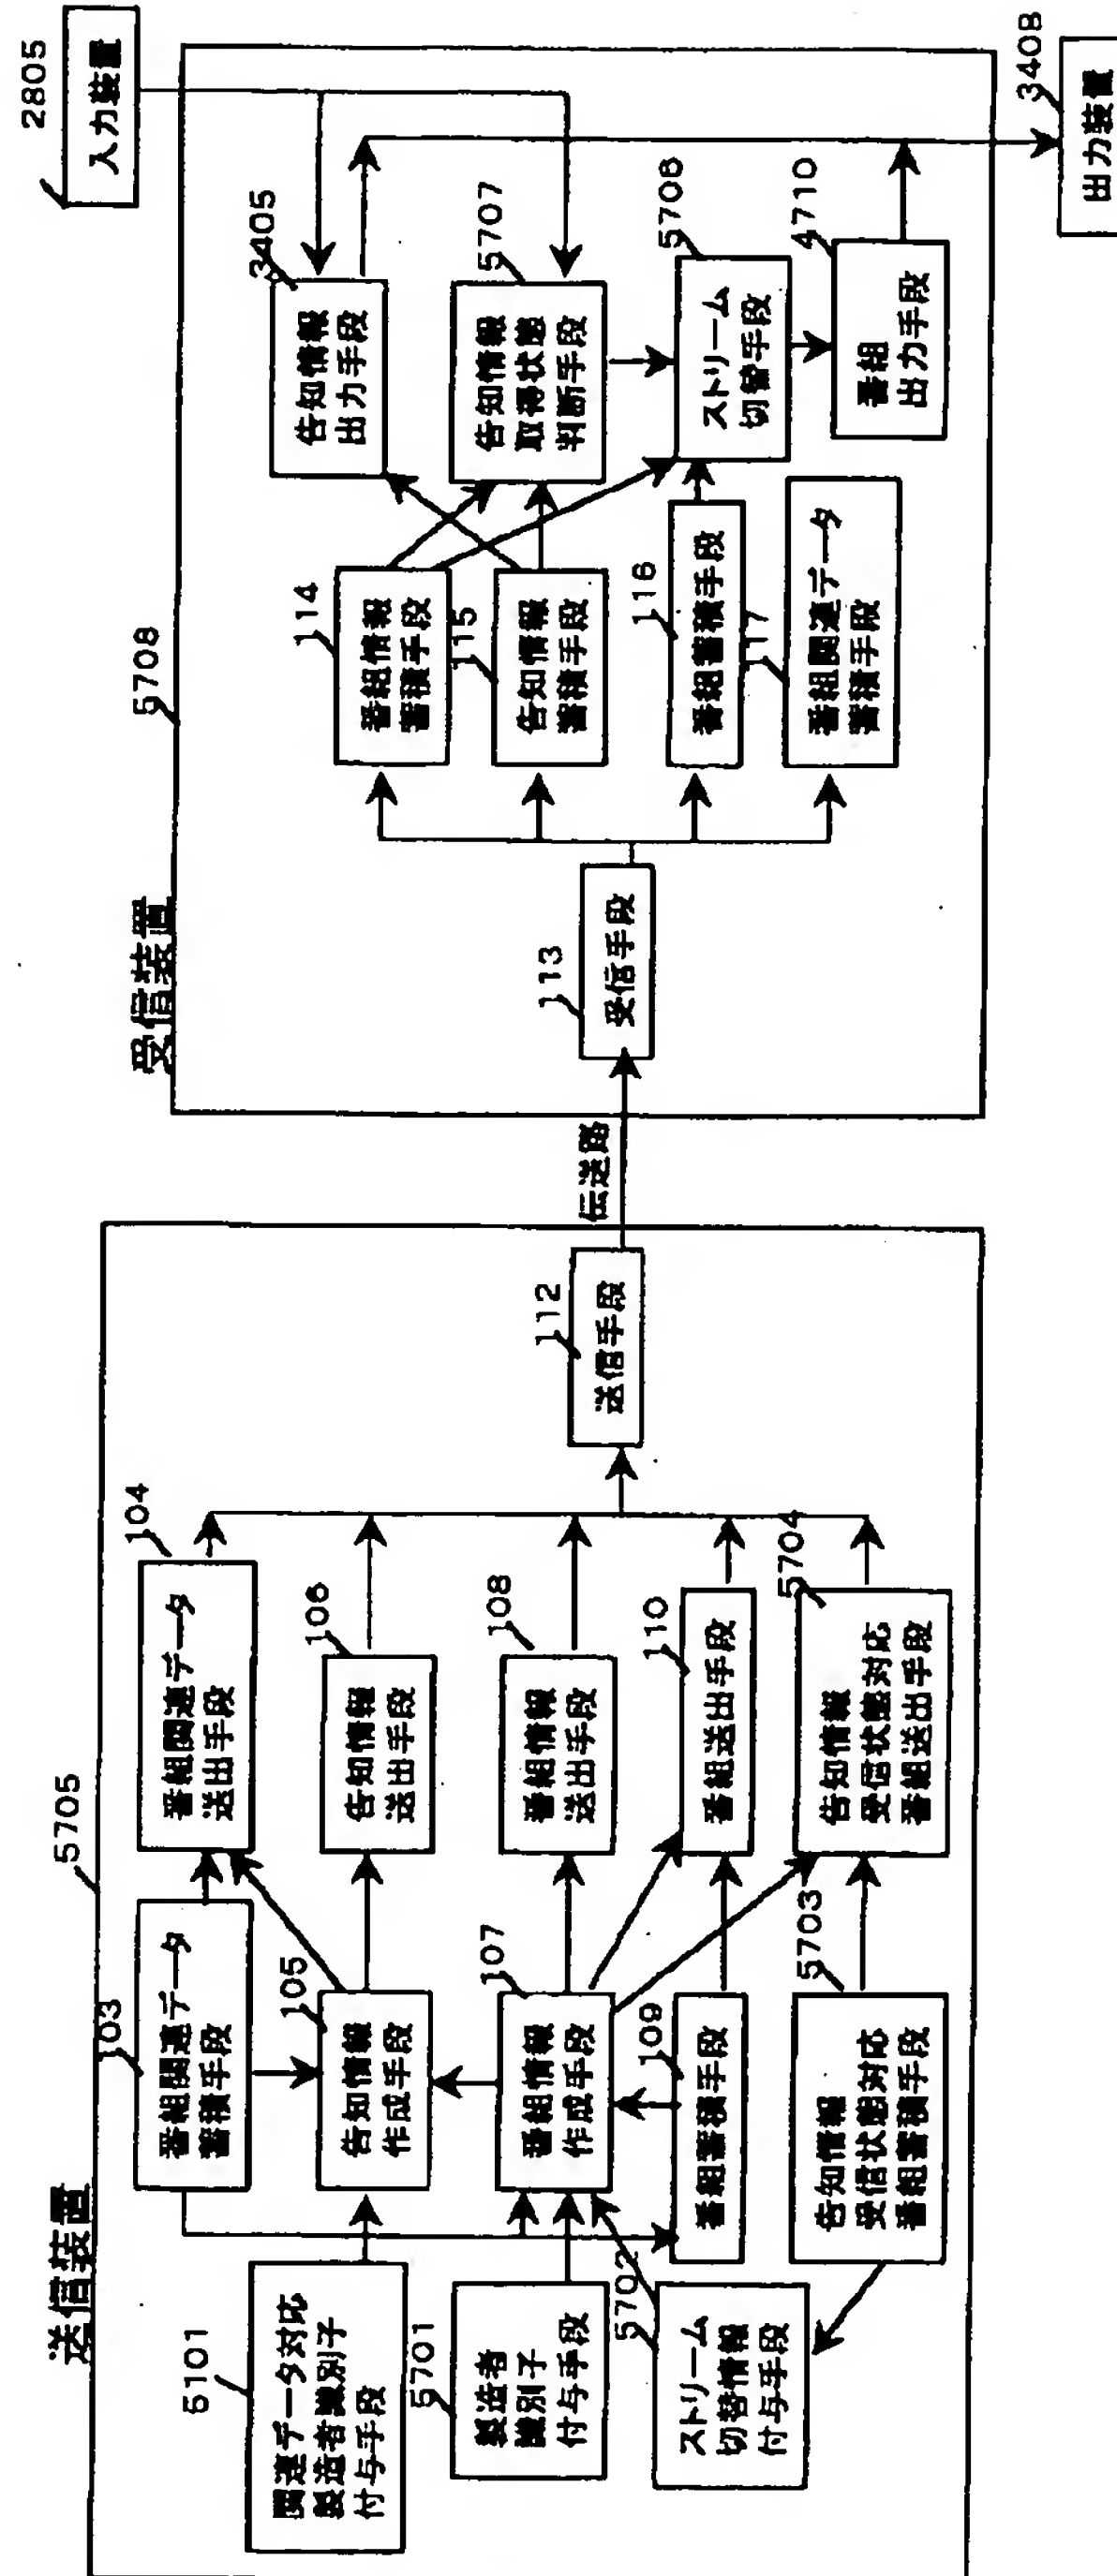 送信装置
5705
5101
関連データ対応
製造者識別子
付与手段
5701
製造者
識別子
付与手段
5702
ストリーム
切替情報
付与手段
103
番組関連データ
蓄積手段
105
告知情報
作成手段
107
番組情報
作成手段
109
番組蓄積手段
5703
告知情報
受信状態対応
番組蓄積手段
104
番組関連データ
送出手段
106
告知情報
送出手段
108
番組情報
送出手段
110
番組送出手段
5704
告知情報
受信状態対応
番組送出手段
112
送信手段
伝送路
受信装置
5708
113
受信手段
114
番組情報
蓄積手段
115
告知情報
蓄積手段
116
番組蓄積手段
117
番組関連データ
蓄積手段
3405
告知情報
出力手段
5707
告知情報
取得状態
判断手段
5706
ストリーム
切替手段
4710
番組
出力手段
2805
入力装置
3408
出力装置